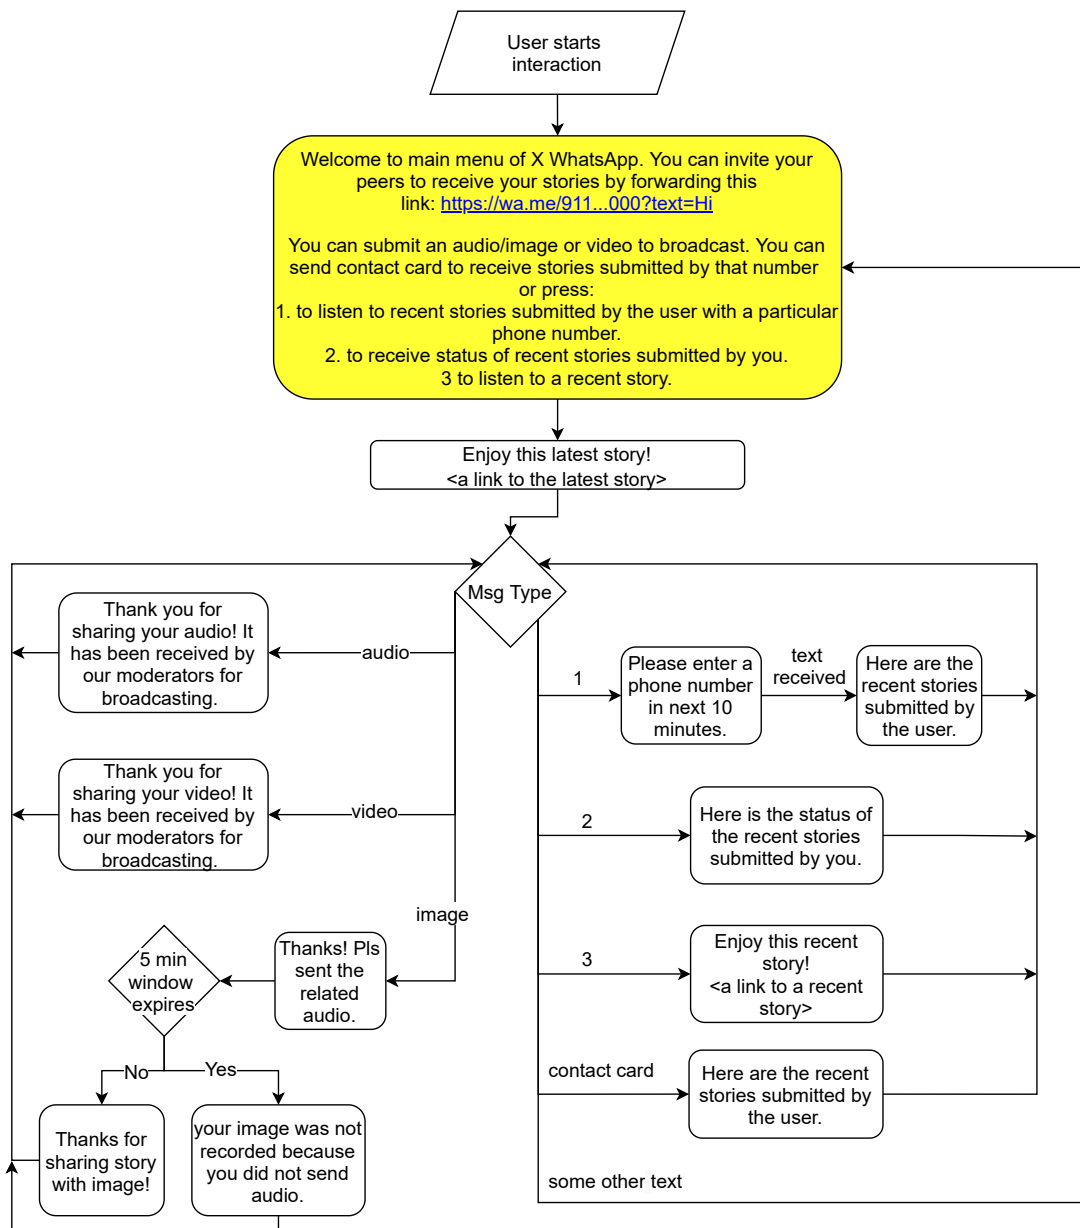 User starts
interaction
Welcome to main menu of X WhatsApp. You can invite your
peers to receive your stories by forwarding this
link: https://wa.me/911...000?text=Hi
You can submit an audio/image or video to broadcast. You can
send contact card to receive stories submitted by that number
or press:
1. to listen to recent stories submitted by the user with a particular
phone number.
2. to receive status of recent stories submitted by you.
3 to listen to a recent story.
Enjoy this latest story!
<a link to the latest story>
Msg Type
Thank you for
sharing your audio! It
has been received by
our moderators for
broadcasting.
audio
Thank you for
sharing your video! It
has been received by
our moderators for
broadcasting.
video
image
Thanks! Pls
sent the
related
audio.
5 min
window
expires
No
Yes
Thanks for
sharing story
with image!
your image was not
recorded because
you did not send
audio.
1
Please enter a
phone number
in next 10
minutes.
text
received
Here are the
recent stories
submitted by
the user.
2
Here is the status of
the recent stories
submitted by you.
3
Enjoy this recent
story!
<a link to a recent
story>
contact card
Here are the recent
stories submitted by
the user.
some other text